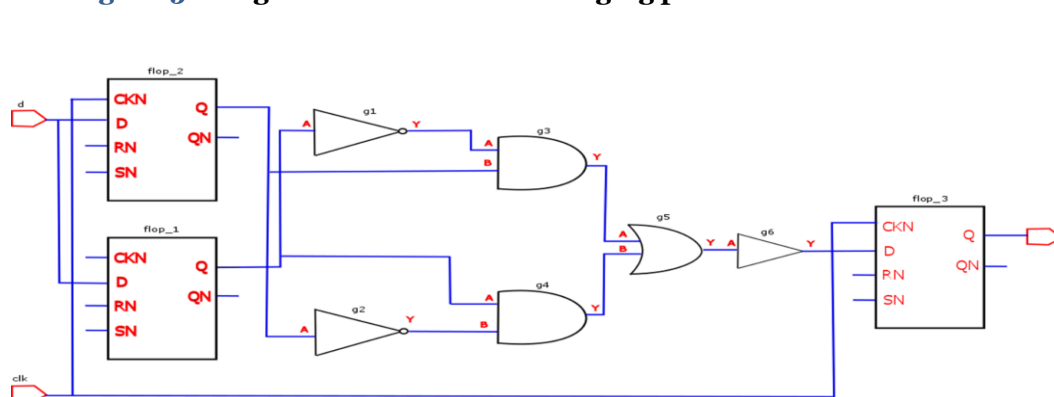 flop_2
d
CKN
Q
D
QN
RN
SN
g1
A
Y
g3
A
B
Y
flop_1
CKN
Q
D
QN
RN
SN
g2
A
Y
g4
A
B
Y
g5
A
B
Y
g6
A
Y
flop_3
CKN
Q
D
QN
RN
SN
clk